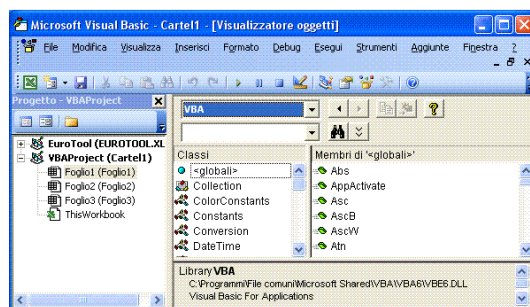 Microsoft Visual Basic - Cartel1 - [Visualizzatore oggetti]
File Modifica Visualizza Inserisci Formato Debug Esegui Strumenti Aggiunte Finestra ?
Progetto - VBAProject
EuroTool (EUROTOOL.XL
VBAProject (Cartel1)
Foglio1 (Foglio1)
Foglio2 (Foglio2)
Foglio3 (Foglio3)
ThisWorkbook
VBA
Classi
<globali>
Collection
ColorConstants
Constants
Conversion
DateTime
Membri di '<globali>'
Abs
AppActivate
Asc
AscB
AscW
Atn
Library VBA
C:\Programmi\File comuni\Microsoft Shared\VBA\VBA6\VBE6.DLL
Visual Basic For Applications